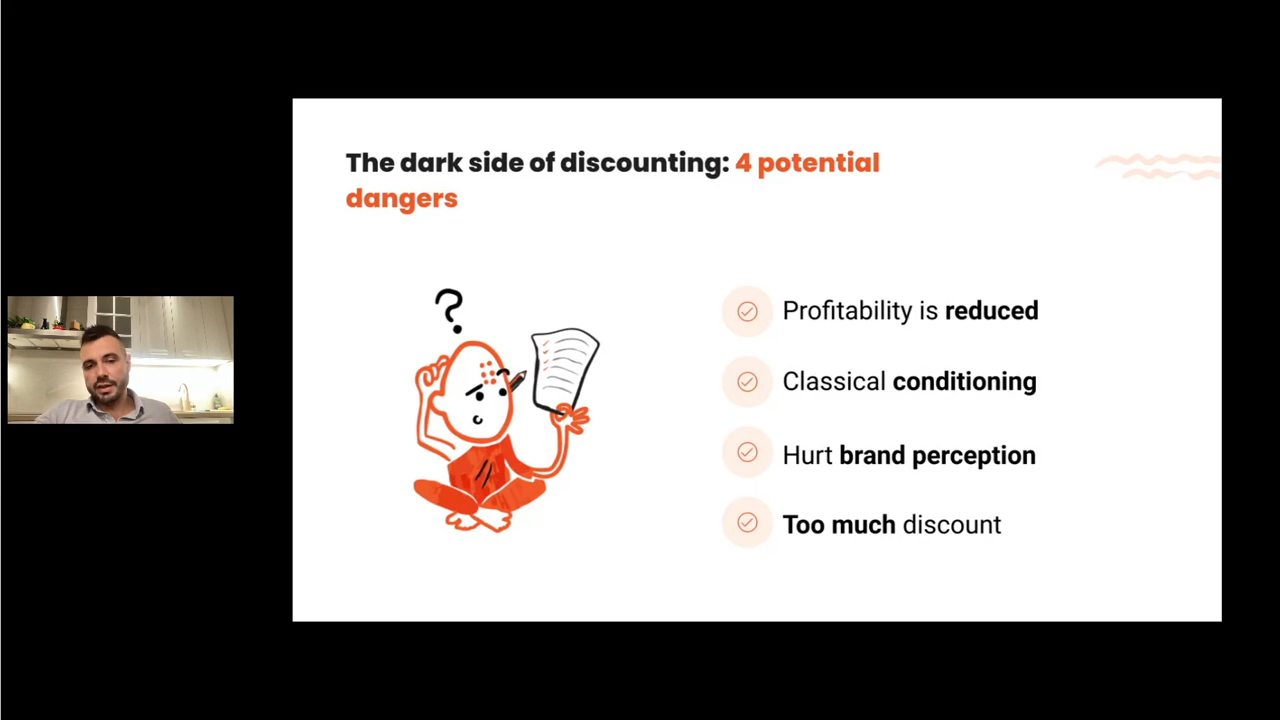 The dark side of discounting: 4 potential
dangers
?
Profitability is reduced
Classical conditioning
Hurt brand perception
Too much discount